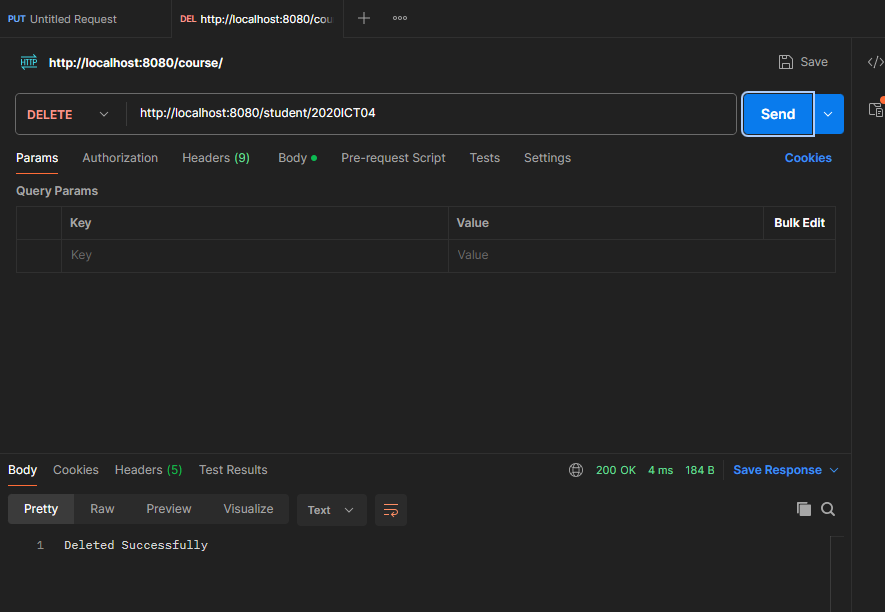 PUT Untitled Request DEL http://localhost:8080/cou
HTTP http://localhost:8080/course/ Save
DELETE http://localhost:8080/student/2020ICT04 Send
Params Authorization Headers (9) Body Pre-request Script Tests Settings Cookies
Query Params
Key Value Bulk Edit
Key Value
Body Cookies Headers (5) Test Results 200 OK 4 ms 184 B Save Response
Pretty Raw Preview Visualize Text
1 Deleted Successfully